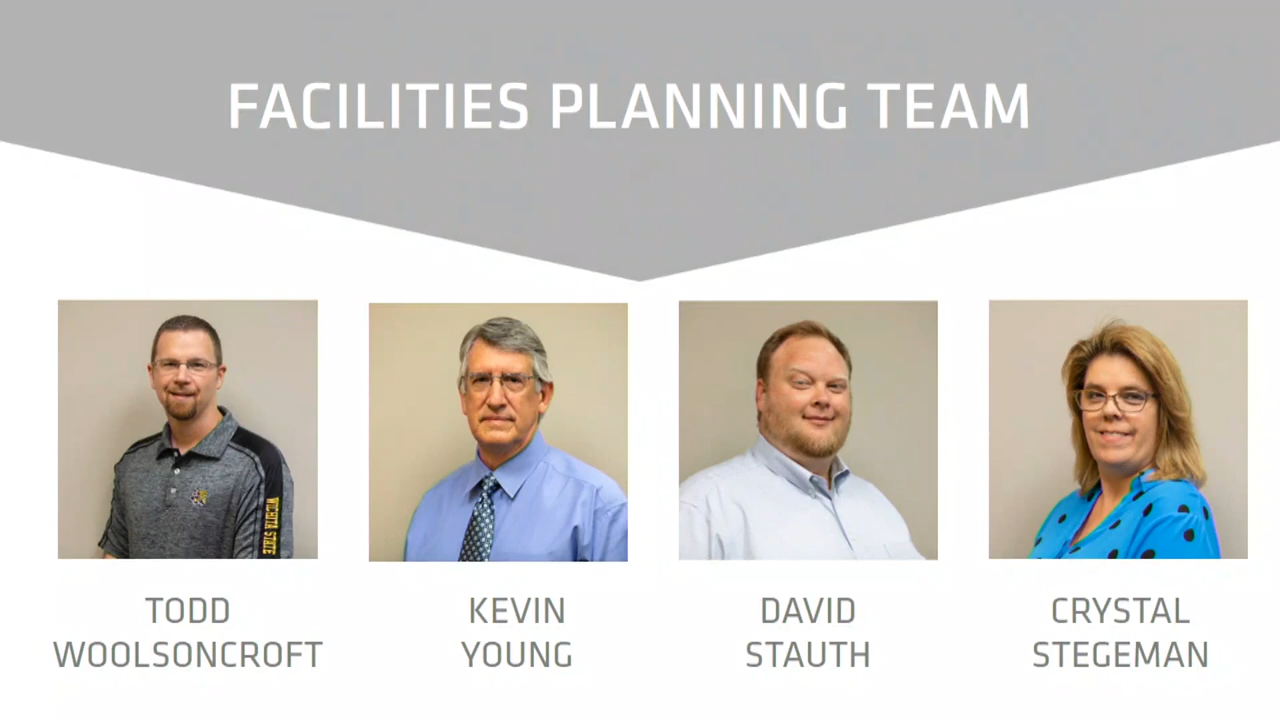 FACILITIES PLANNING TEAM
WICHITA STATE
TODD
WOOLSONCROFT
KEVIN
YOUNG
DAVID
STAUTH
CRYSTAL
STEGEMAN